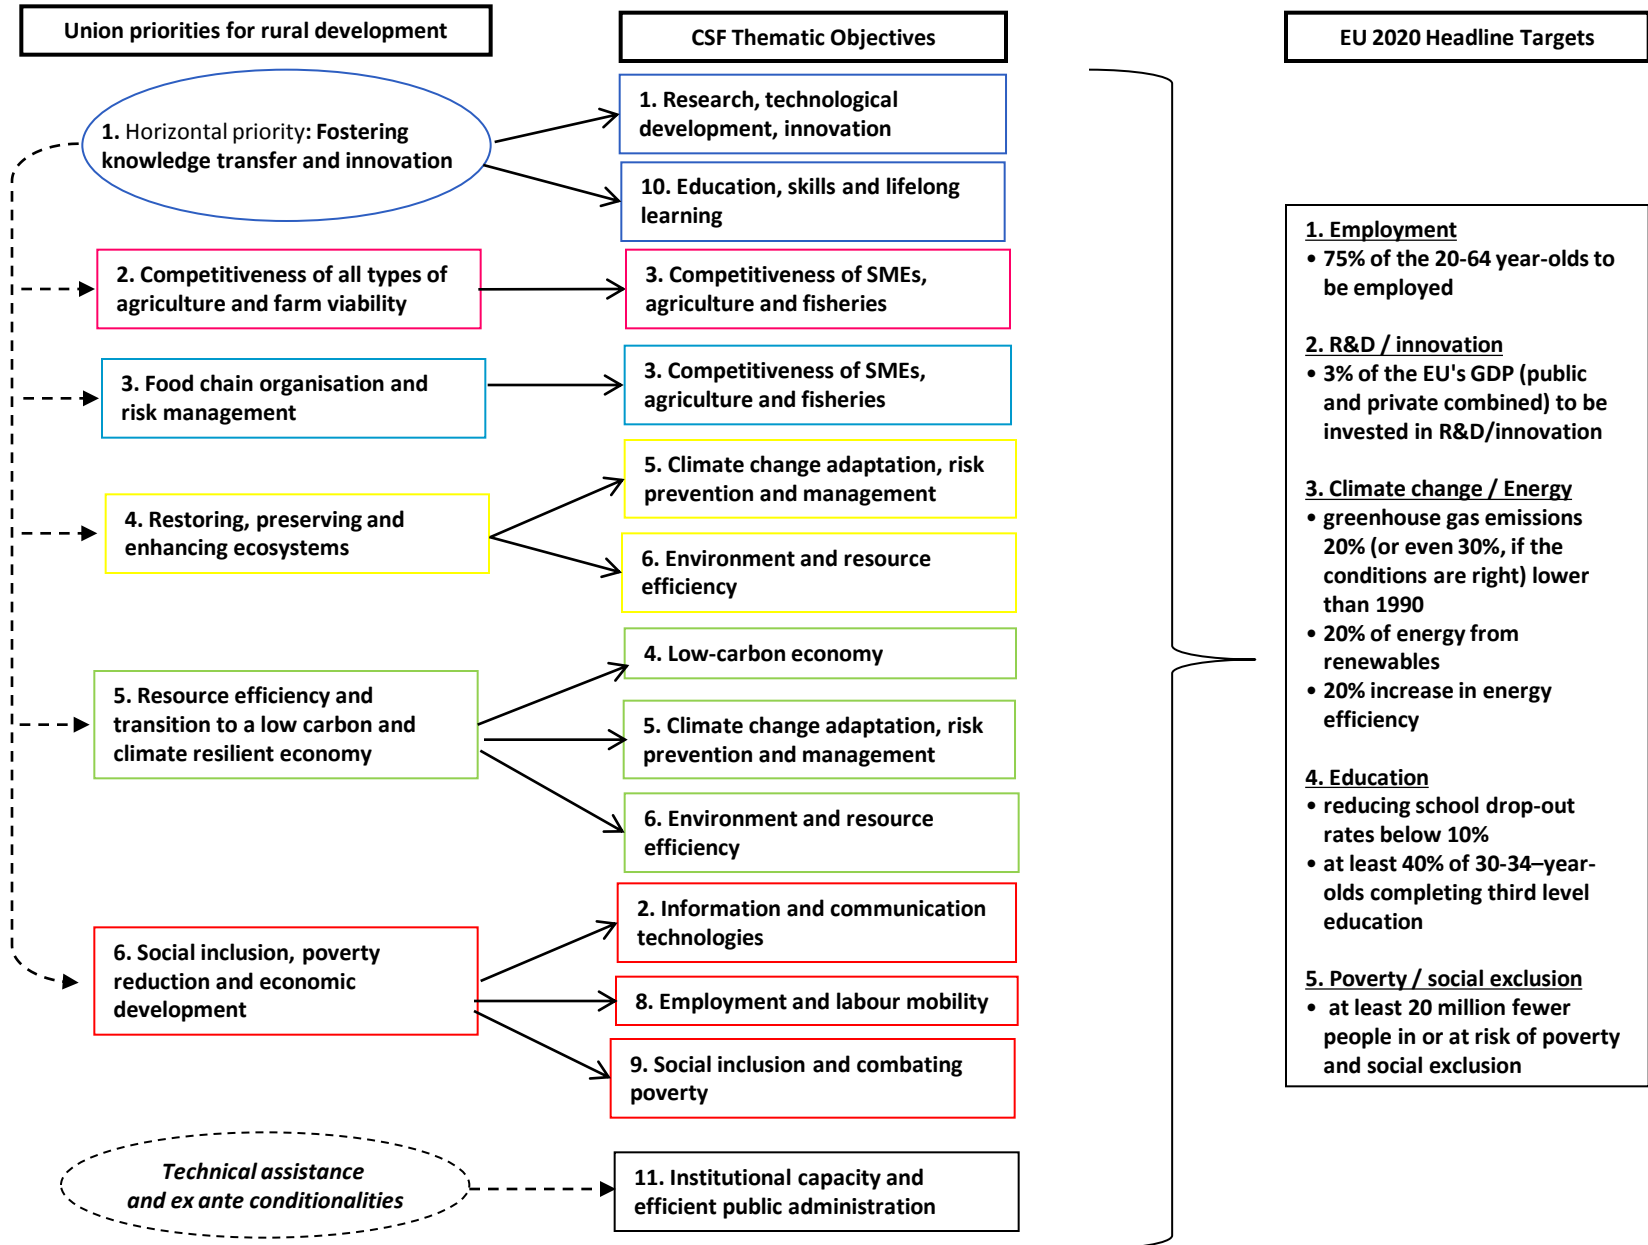 Union priorities for rural development
CSF Thematic Objectives
EU 2020 Headline Targets
1. Horizontal priority: Fostering
knowledge transfer and innovation
1. Research, technological
development, innovation
10. Education, skills and lifelong
learning
2. Competitiveness of all types of
agriculture and farm viability
3. Competitiveness of SMEs,
agriculture and fisheries
3. Food chain organisation and
risk management
3. Competitiveness of SMEs,
agriculture and fisheries
4. Restoring, preserving and
enhancing ecosystems
5. Climate change adaptation, risk
prevention and management
6. Environment and resource
efficiency
5. Resource efficiency and
transition to a low carbon and
climate resilient economy
4. Low-carbon economy
5. Climate change adaptation, risk
prevention and management
6. Environment and resource
efficiency
6. Social inclusion, poverty
reduction and economic
development
2. Information and communication
technologies
8. Employment and labour mobility
9. Social inclusion and combating
poverty
Technical assistance
and ex ante conditionalities
11. Institutional capacity and
efficient public administration
1. Employment
• 75% of the 20-64 year-olds to
be employed
2. R&D / innovation
• 3% of the EU's GDP (public
and private combined) to be
invested in R&D/innovation
3. Climate change / Energy
• greenhouse gas emissions
20% (or even 30%, if the
conditions are right) lower
than 1990
• 20% of energy from
renewables
• 20% increase in energy
efficiency
4. Education
• reducing school drop-out
rates below 10%
• at least 40% of 30-34–year-
olds completing third level
education
5. Poverty / social exclusion
• at least 20 million fewer
people in or at risk of poverty
and social exclusion